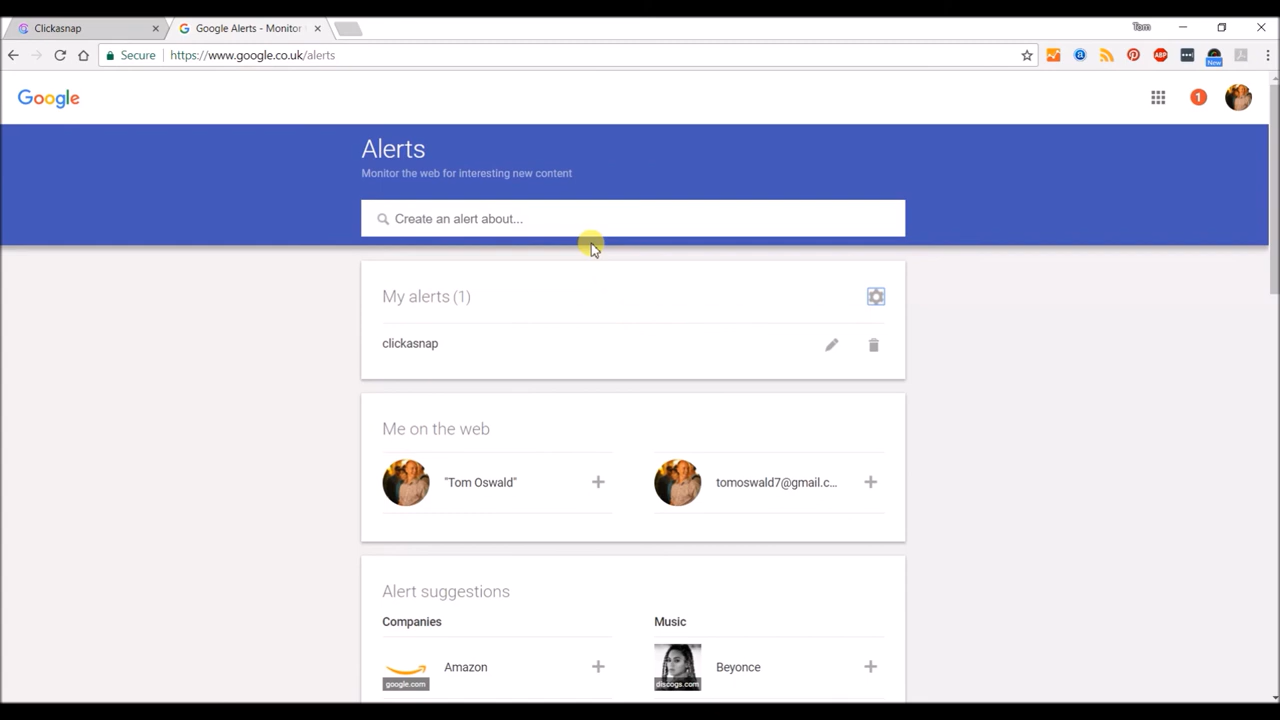 Clickasnap
Google Alerts - Monitor
Tom
Secure
https://www.google.co.uk/alerts
ABP
New
Google
1
Alerts
Monitor the web for interesting new content
Create an alert about...
My alerts (1)
clickasnap
Me on the web
"Tom Oswald"
tomoswald7@gmail.c...
Alert suggestions
Companies
Music
Amazon
google.com
Beyonce
discogs.com